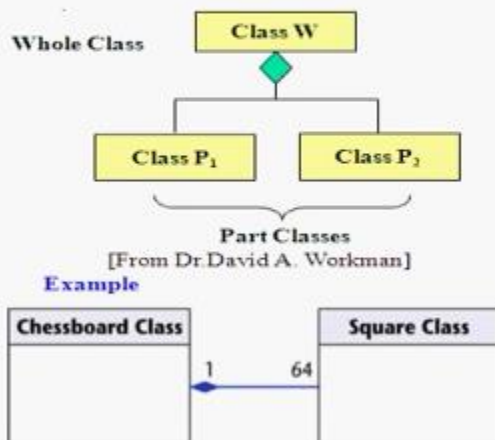 Class W
Whole Class
Class P₁ Class P₂
Part Classes
[From Dr.David A. Workman]
Example
Chessboard Class Square Class
1 64